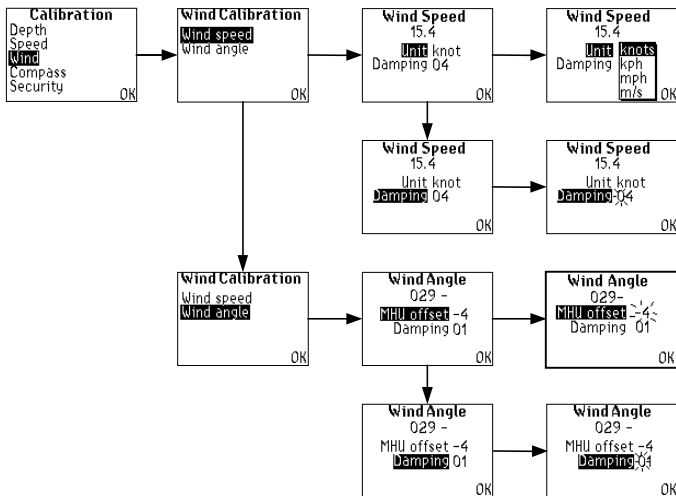 Calibration
Depth
Speed
Wind
Compass
Security
OK
Wind Calibration
Wind speed
Wind angle
OK
Wind Speed
15.4
Unit knot
Damping 04
OK
Wind Speed
15.4
Unit knots
Damping kph
mph
m/s
OK
Wind Speed
15.4
Unit knot
Damping 04
OK
Wind Speed
15.4
Unit knot
Damping 04
OK
Wind Calibration
Wind speed
Wind angle
OK
Wind Angle
029 -
MHU offset -4
Damping 01
OK
Wind Angle
029-
MHU offset -4
Damping 01
OK
Wind Angle
029 -
MHU offset -4
Damping 01
OK
Wind Angle
029 -
MHU offset -4
Damping 01
OK